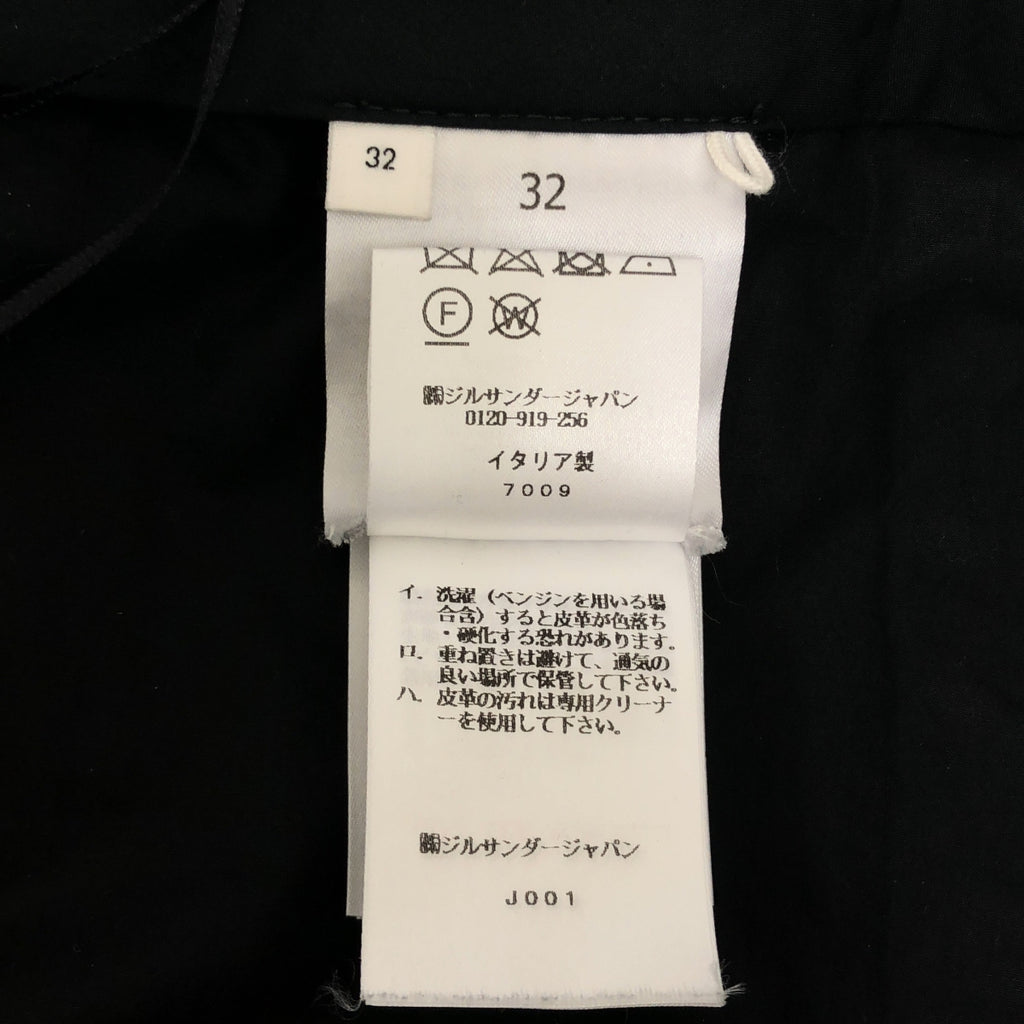 32
32
F
W
㈱ジルサンダージャパン
0120-919-256
イタリア製
7009
イ. 洗濯（ベンジンを用いる場
合含）すると皮革が色落ち
・硬化する恐れがあります。
ロ. 重ね置きは避けて、通気の
良い場所で保管して下さい。
ハ. 皮革の汚れは専用クリーナ
ーを使用して下さい。
㈱ジルサンダージャパン
J001